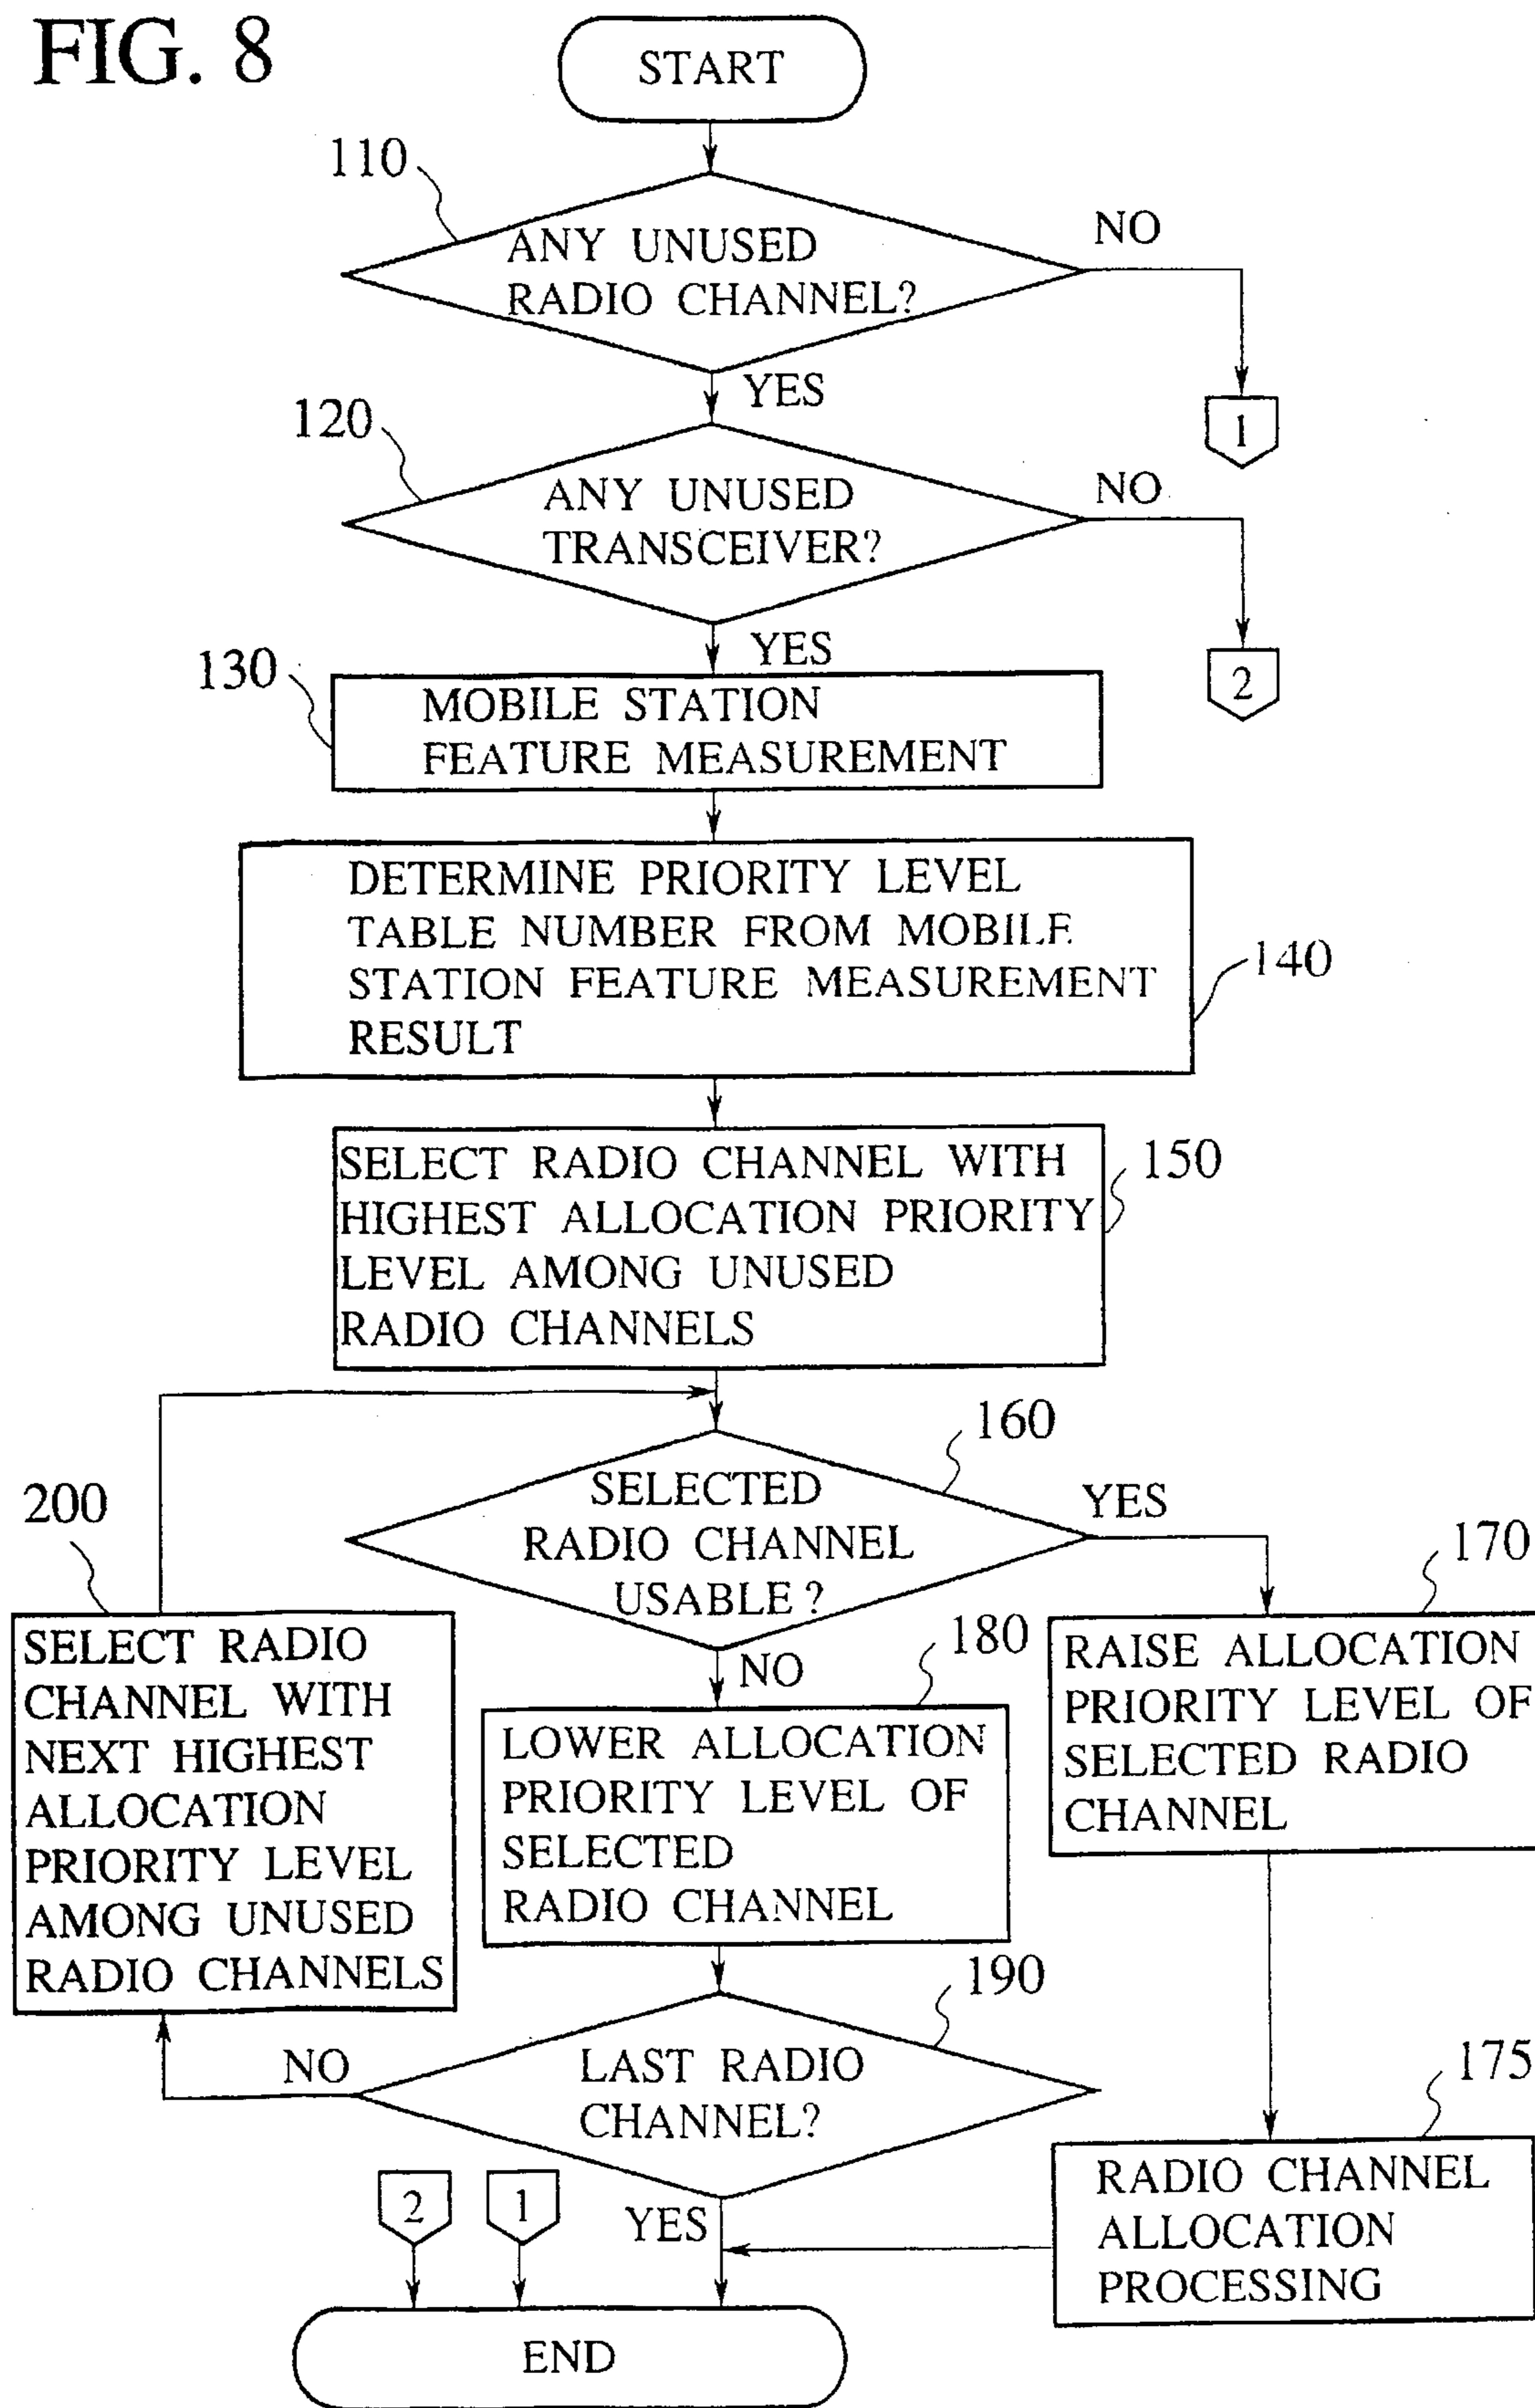 FIG. 8
START
110
ANY UNUSED
RADIO CHANNEL?
NO
1
YES
120
ANY UNUSED
TRANSCEIVER?
NO
2
YES
130
MOBILE STATION
FEATURE MEASUREMENT
DETERMINE PRIORITY LEVEL
TABLE NUMBER FROM MOBILE
STATION FEATURE MEASUREMENT
RESULT
140
SELECT RADIO CHANNEL WITH
HIGHEST ALLOCATION PRIORITY
LEVEL AMONG UNUSED
RADIO CHANNELS
150
160
SELECTED
RADIO CHANNEL
USABLE?
YES
NO
200
SELECT RADIO
CHANNEL WITH
NEXT HIGHEST
ALLOCATION
PRIORITY LEVEL
AMONG UNUSED
RADIO CHANNELS
180
LOWER ALLOCATION
PRIORITY LEVEL OF
SELECTED
RADIO CHANNEL
170
RAISE ALLOCATION
PRIORITY LEVEL OF
SELECTED RADIO
CHANNEL
190
LAST RADIO
CHANNEL?
NO
YES
175
RADIO CHANNEL
ALLOCATION
PROCESSING
2
1
END